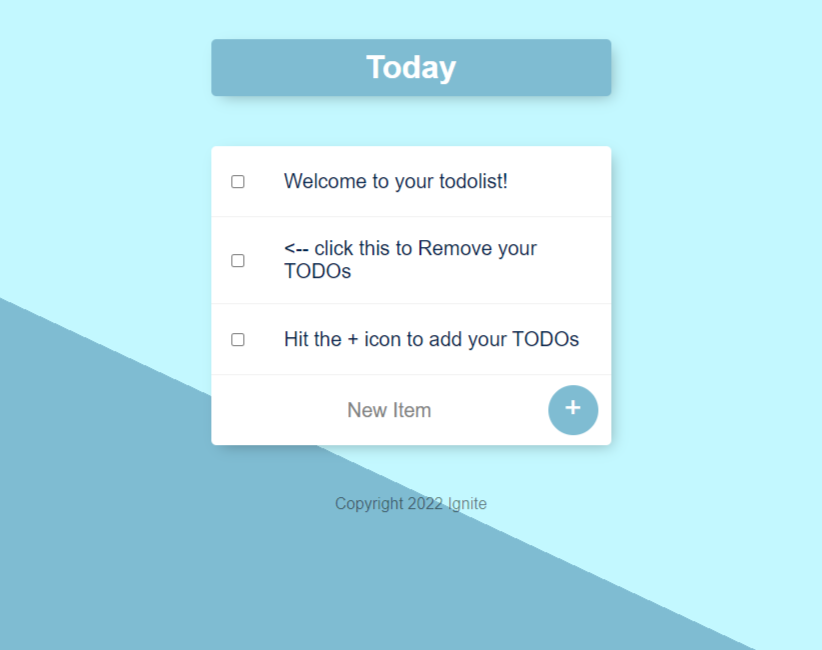 Today
Welcome to your todolist!
<-- click this to Remove your
TODOs
Hit the + icon to add your TODOs
New Item
+
Copyright 2022 Ignite